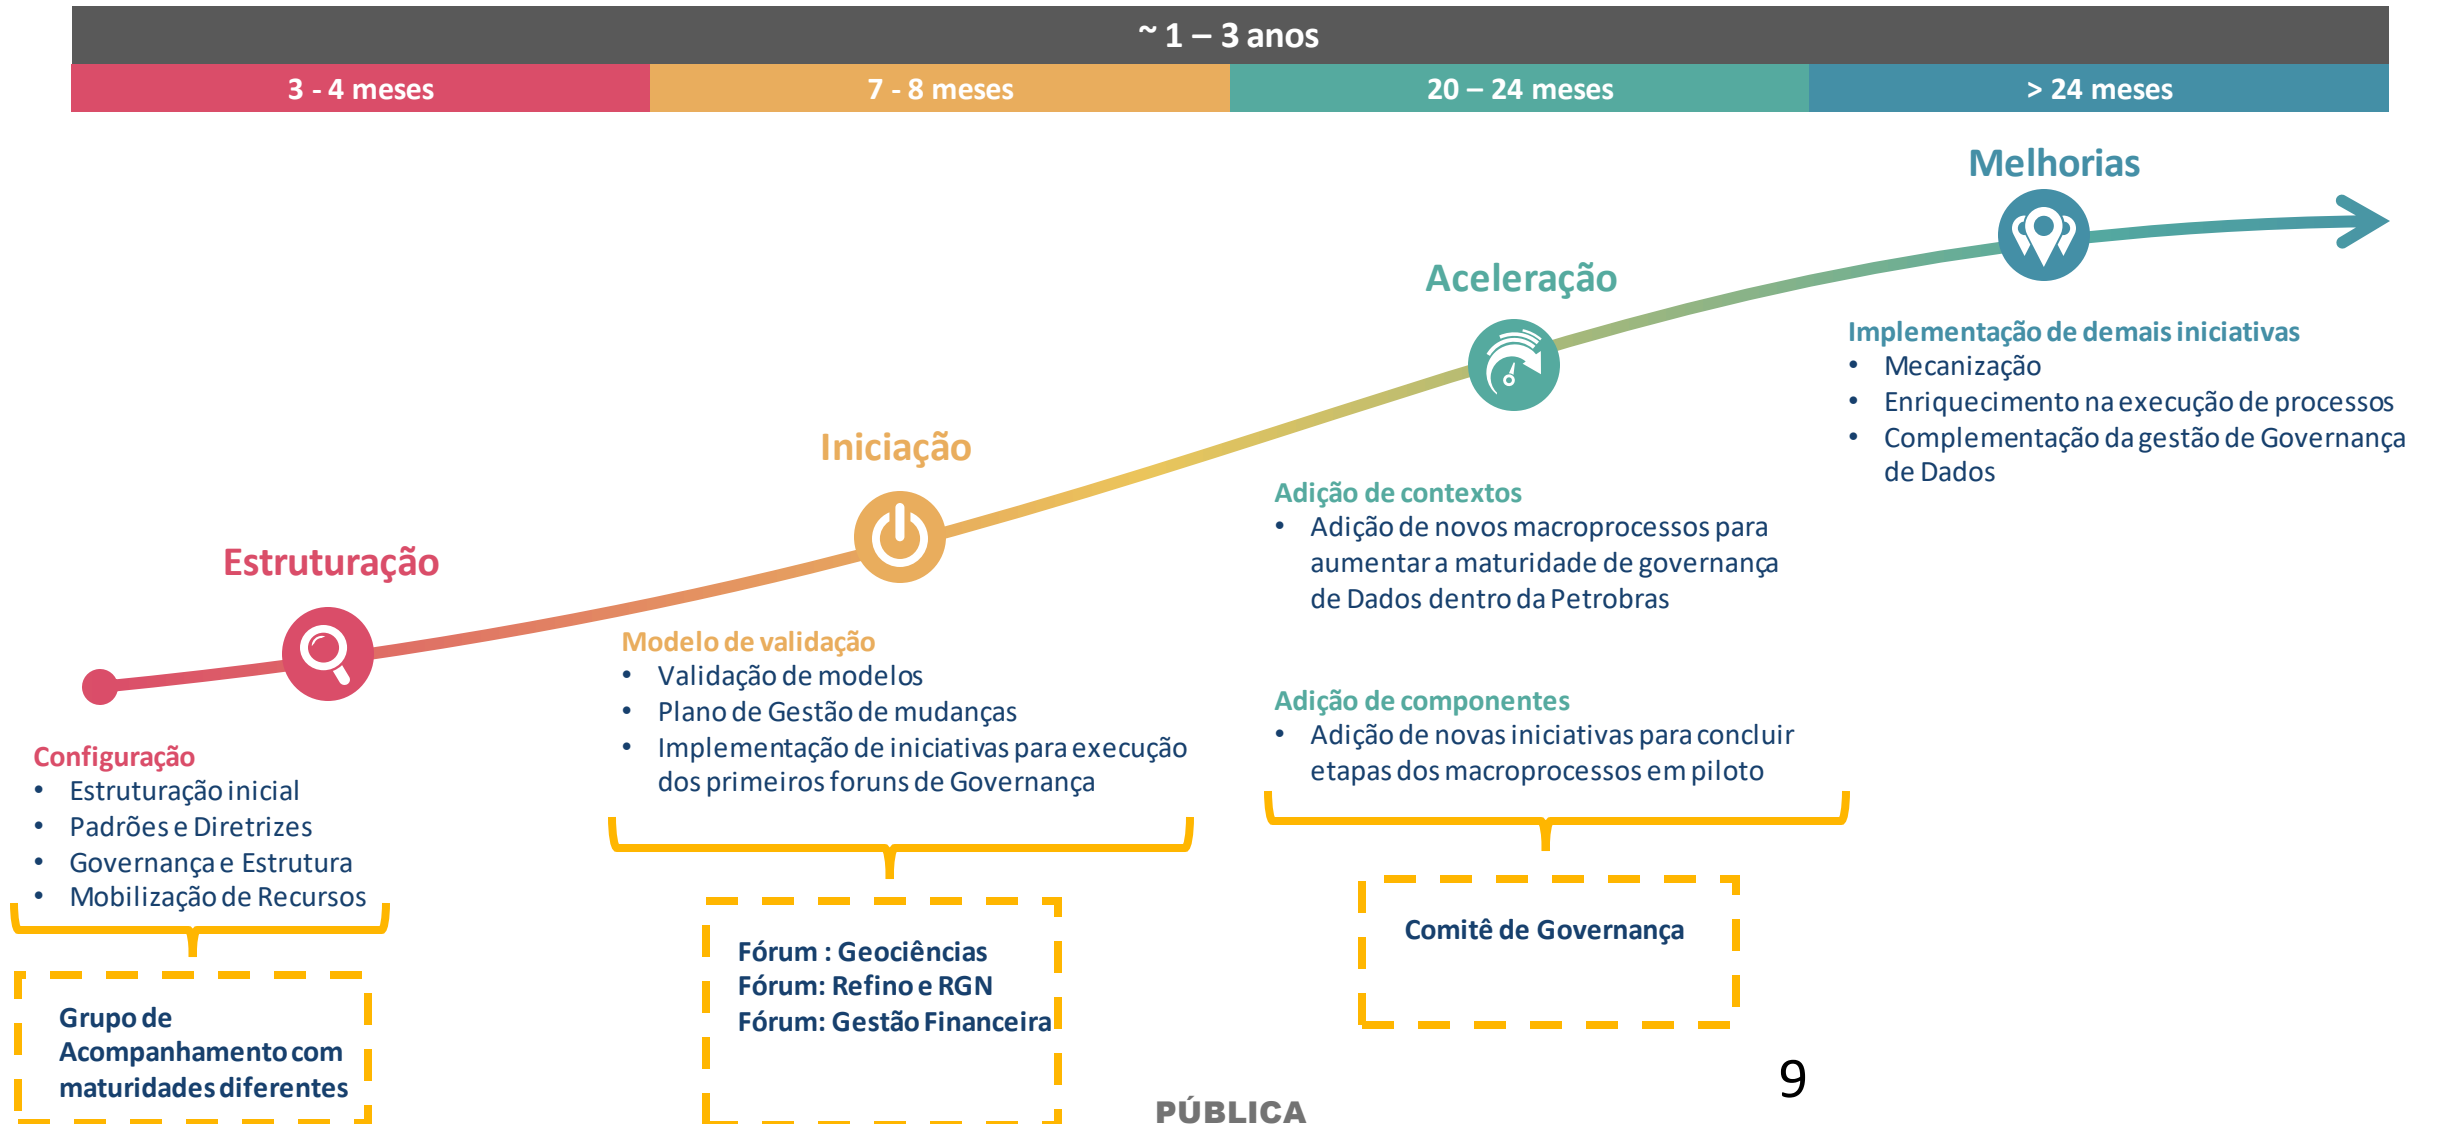 ~ 1 – 3 anos
3 - 4 meses
7 - 8 meses
20 – 24 meses
> 24 meses
Estruturação
Configuração
• Estruturação inicial
• Padrões e Diretrizes
• Governança e Estrutura
• Mobilização de Recursos
Grupo de
Acompanhamento com
maturidades diferentes
Iniciação
Modelo de validação
• Validação de modelos
• Plano de Gestão de mudanças
• Implementação de iniciativas para execução
dos primeiros foruns de Governança
Fórum : Geociências
Fórum: Refino e RGN
Fórum: Gestão Financeira
Aceleração
Adição de contextos
• Adição de novos macroprocessos para
aumentar a maturidade de governança
de Dados dentro da Petrobras
Adição de componentes
• Adição de novas iniciativas para concluir
etapas dos macroprocessos em piloto
Comitê de Governança
Melhorias
Implementação de demais iniciativas
• Mecanização
• Enriquecimento na execução de processos
• Complementação da gestão de Governança
de Dados
9
PÚBLICA